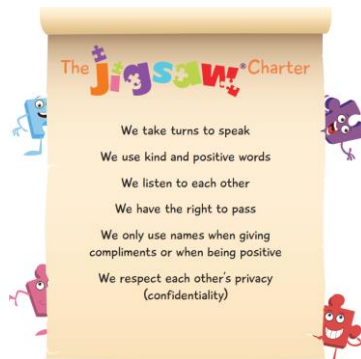 The Jigsaw® Charter
We take turns to speak
We use kind and positive words
We listen to each other
We have the right to pass
We only use names when giving
compliments or when being positive
We respect each other's privacy
(confidentiality)